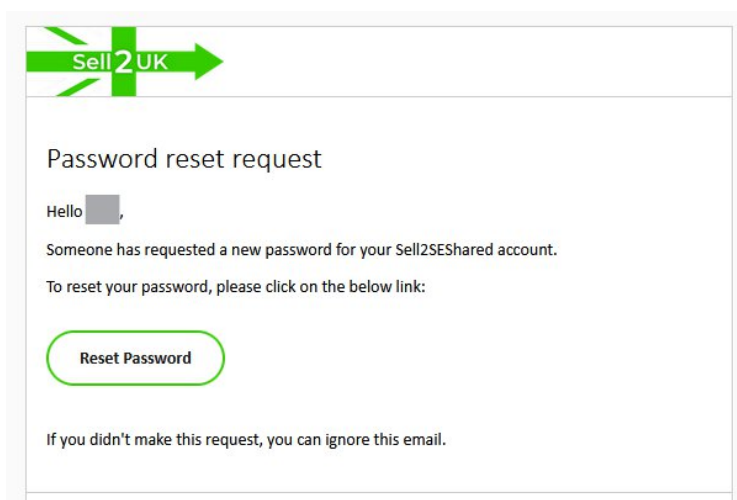 Sell2UK
Password reset request
Hello ,
Someone has requested a new password for your Sell2SEShared account.
To reset your password, please click on the below link:
Reset Password
If you didn't make this request, you can ignore this email.